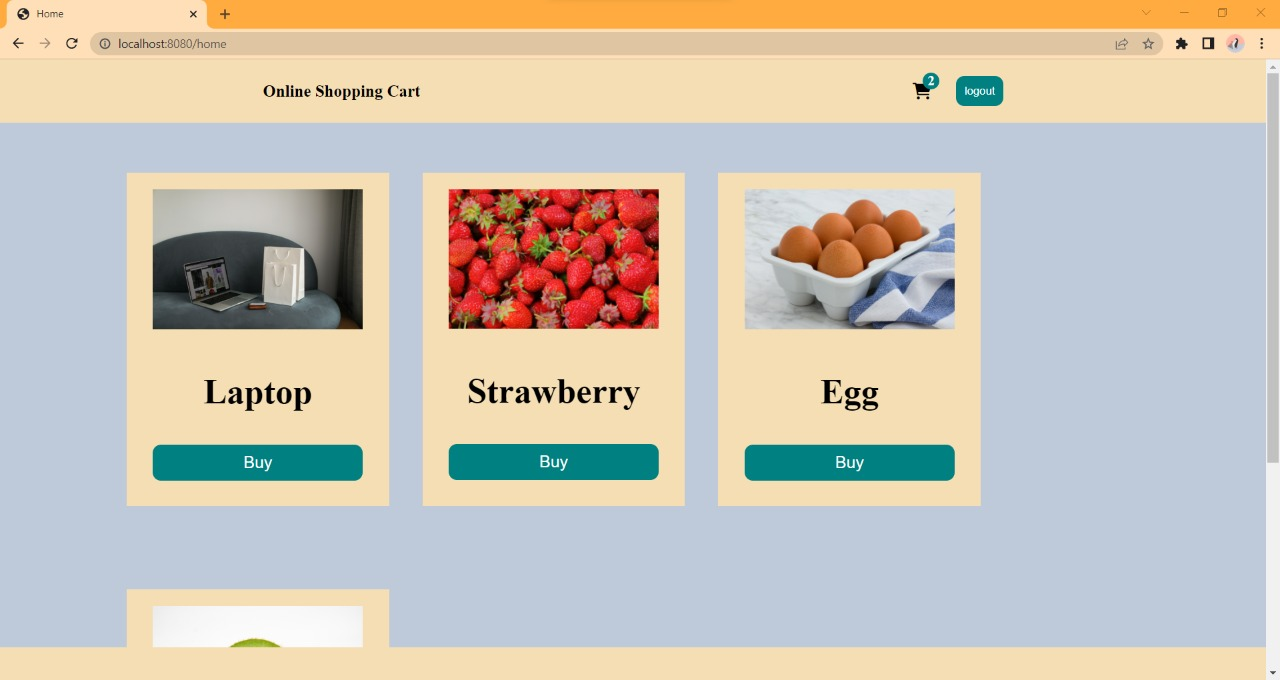 Home
localhost:8080/home
Online Shopping Cart
2
logout
Laptop
Strawberry
Egg
Buy
Buy
Buy